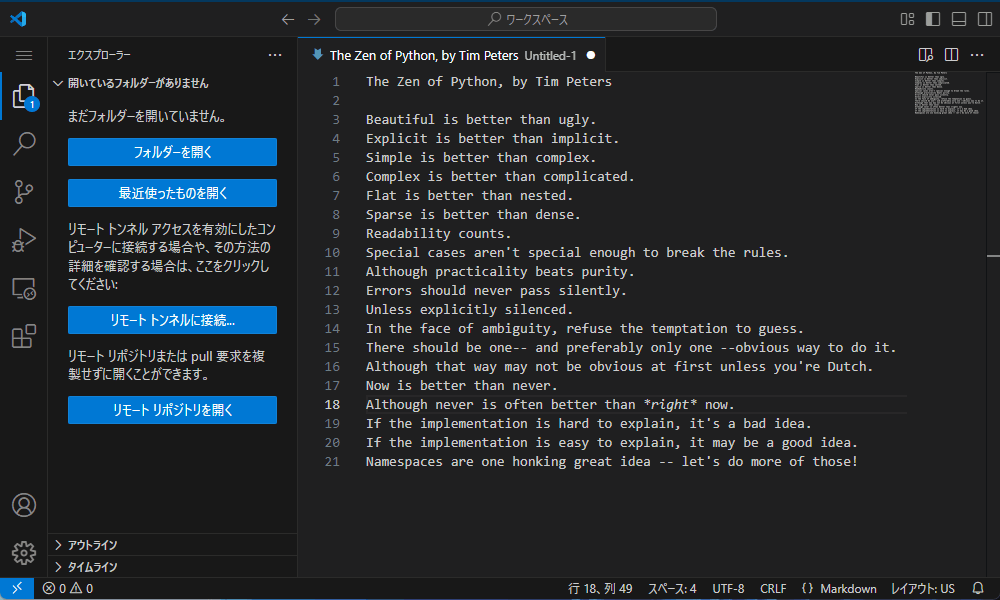 ワークスペース
エクスプローラー
開いているフォルダーがありません
まだフォルダーを開いていません。
フォルダーを開く
最近使ったものを開く
リモート トンネル アクセスを有効にしたコン
ピューターに接続する場合や、その方法の
詳細を確認する場合は、ここをクリックし
てください:
リモート トンネルに接続...
リモート リポジトリまたは pull 要求を複
製せずに開くことができます。
リモート リポジトリを開く
アウトライン
タイムライン
1
The Zen of Python, by Tim Peters Untitled-1
1 The Zen of Python, by Tim Peters
2
3 Beautiful is better than ugly.
4 Explicit is better than implicit.
5 Simple is better than complex.
6 Complex is better than complicated.
7 Flat is better than nested.
8 Sparse is better than dense.
9 Readability counts.
10 Special cases aren't special enough to break the rules.
11 Although practicality beats purity.
12 Errors should never pass silently.
13 Unless explicitly silenced.
14 In the face of ambiguity, refuse the temptation to guess.
15 There should be one-- and preferably only one --obvious way to do it.
16 Although that way may not be obvious at first unless you're Dutch.
17 Now is better than never.
18 Although never is often better than *right* now.
19 If the implementation is hard to explain, it's a bad idea.
20 If the implementation is easy to explain, it may be a good idea.
21 Namespaces are one honking great idea -- let's do more of those!
0 0 行 18、列 49 スペース: 4 UTF-8 CRLF {} Markdown レイアウト: US